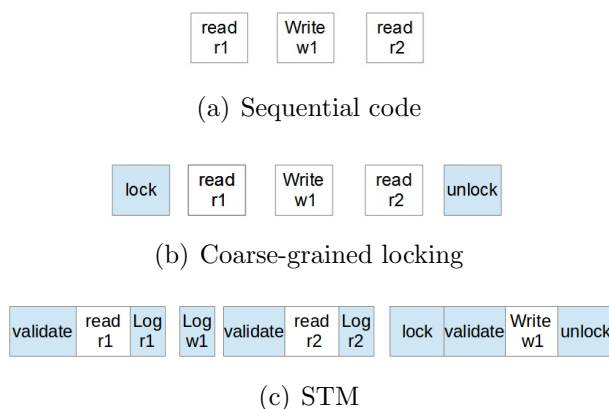 read Write read
r1 w1 r2
(a) Sequential code
lock read r1 Write w1 read r2 unlock
(b) Coarse-grained locking
validate read r1 Log r1 Log w1 validate read r2 Log r2 lock validate Write w1 unlock
(c) STM